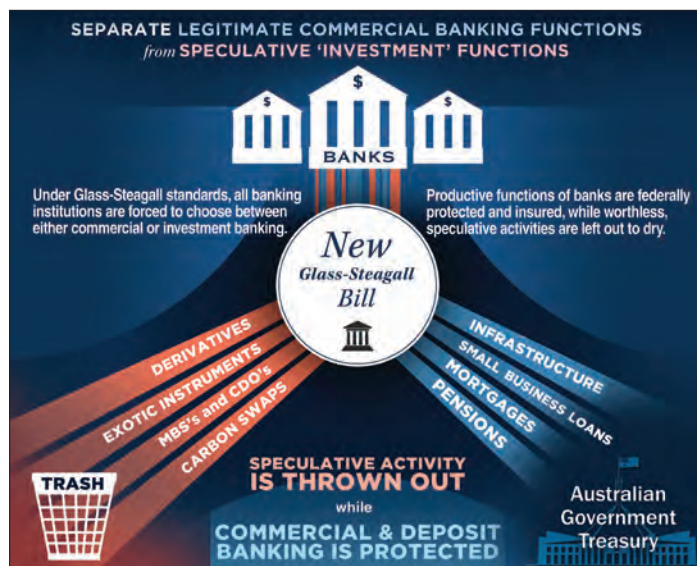 SEPARATE LEGITIMATE COMMERCIAL BANKING FUNCTIONS
from SPECULATIVE ‘INVESTMENT’ FUNCTIONS
$
$
$
BANKS
Under Glass-Steagall standards, all banking
institutions are forced to choose between
either commercial or investment banking.
Productive functions of banks are federally
protected and insured, while worthless,
speculative activities are left out to dry.
New
Glass-Steagall
Bill
DERIVATIVES
EXOTIC INSTRUMENTS
MBS's and CDO's
CARBON SWAPS
INFRASTRUCTURE
SMALL BUSINESS LOANS
MORTGAGES
PENSIONS
TRASH
SPECULATIVE ACTIVITY
IS THROWN OUT
while
COMMERCIAL & DEPOSIT
BANKING IS PROTECTED
Australian
Government
Treasury